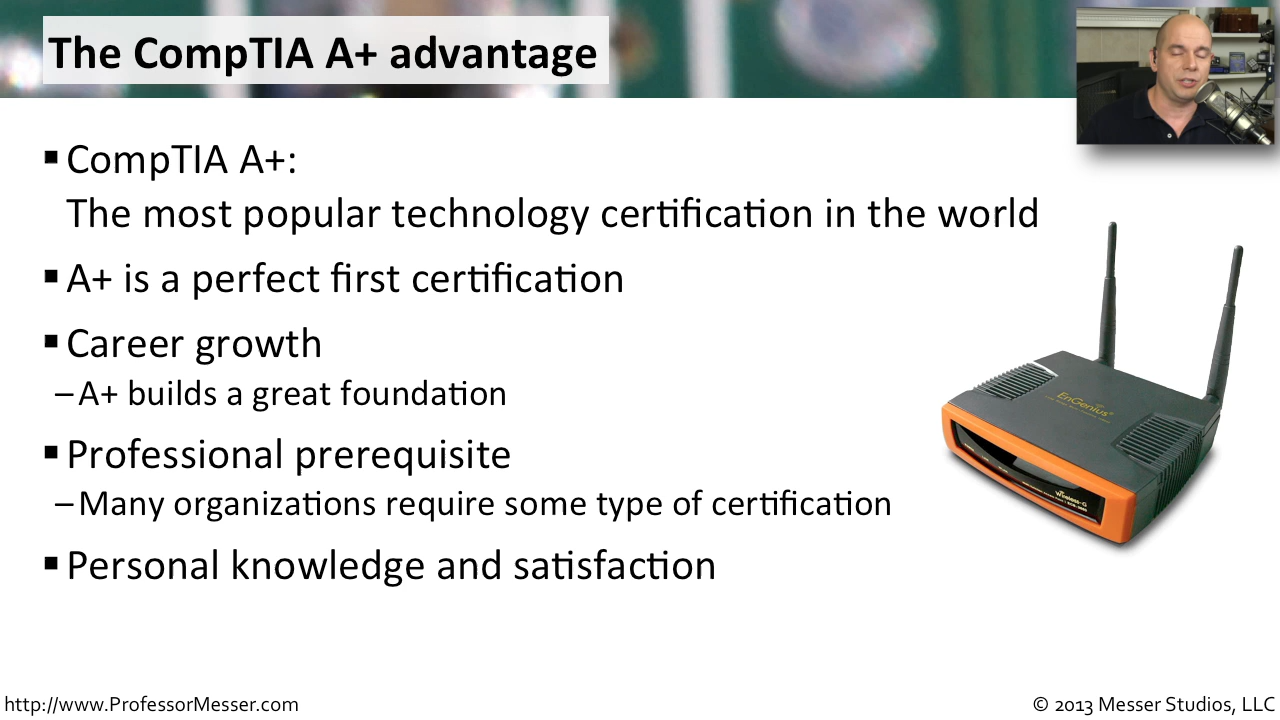 The CompTIA A+ advantage
▪ CompTIA A+:
The most popular technology certification in the world
▪ A+ is a perfect first certification
▪ Career growth
– A+ builds a great foundation
▪ Professional prerequisite
– Many organizations require some type of certification
▪ Personal knowledge and satisfaction
EnGenius
Wireless-G
http://www.ProfessorMesser.com
© 2013 Messer Studios, LLC